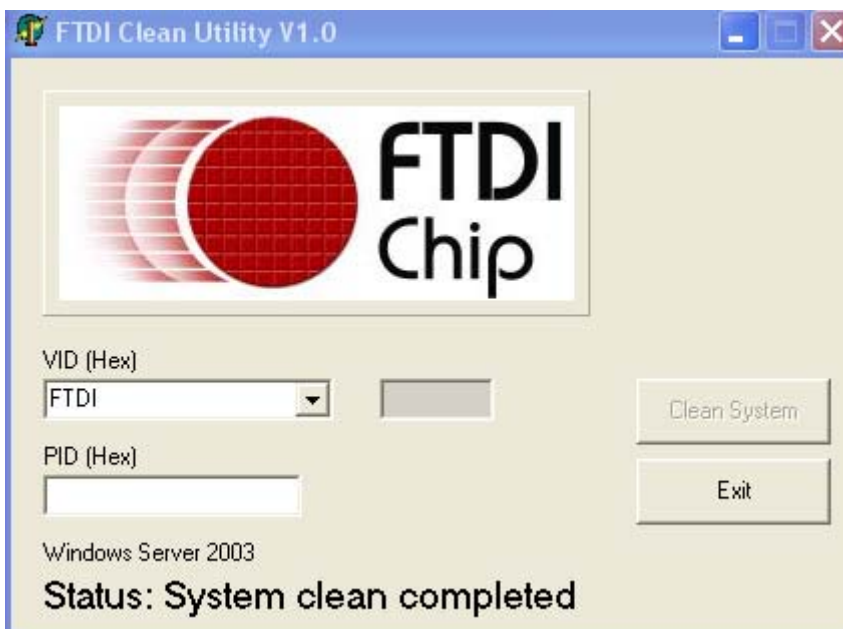 FTDI Clean Utility V1.0
FTDI
Chip
VID (Hex)
FTDI
Clean System
PID (Hex)
Exit
Windows Server 2003
Status: System clean completed